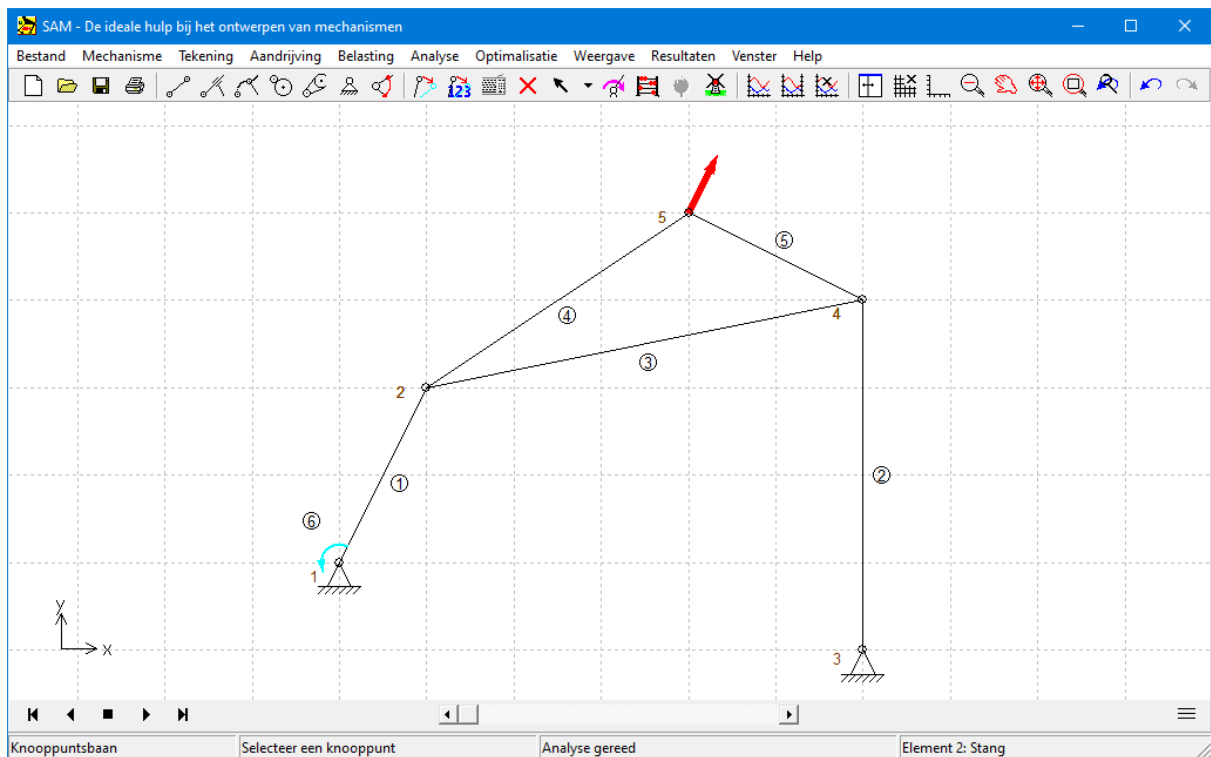 SAM - De ideale hulp bij het ontwerpen van mechanismen
Bestand Mechanisme Tekening Aandrijving Belasting Analyse Optimalisatie Weergave Resultaten Venster Help
123
5
⑤
④
4
③
2
①
②
⑥
1
y
x
3
Knooppuntsbaan Selecteer een knooppunt Analyse gereed Element 2: Stang